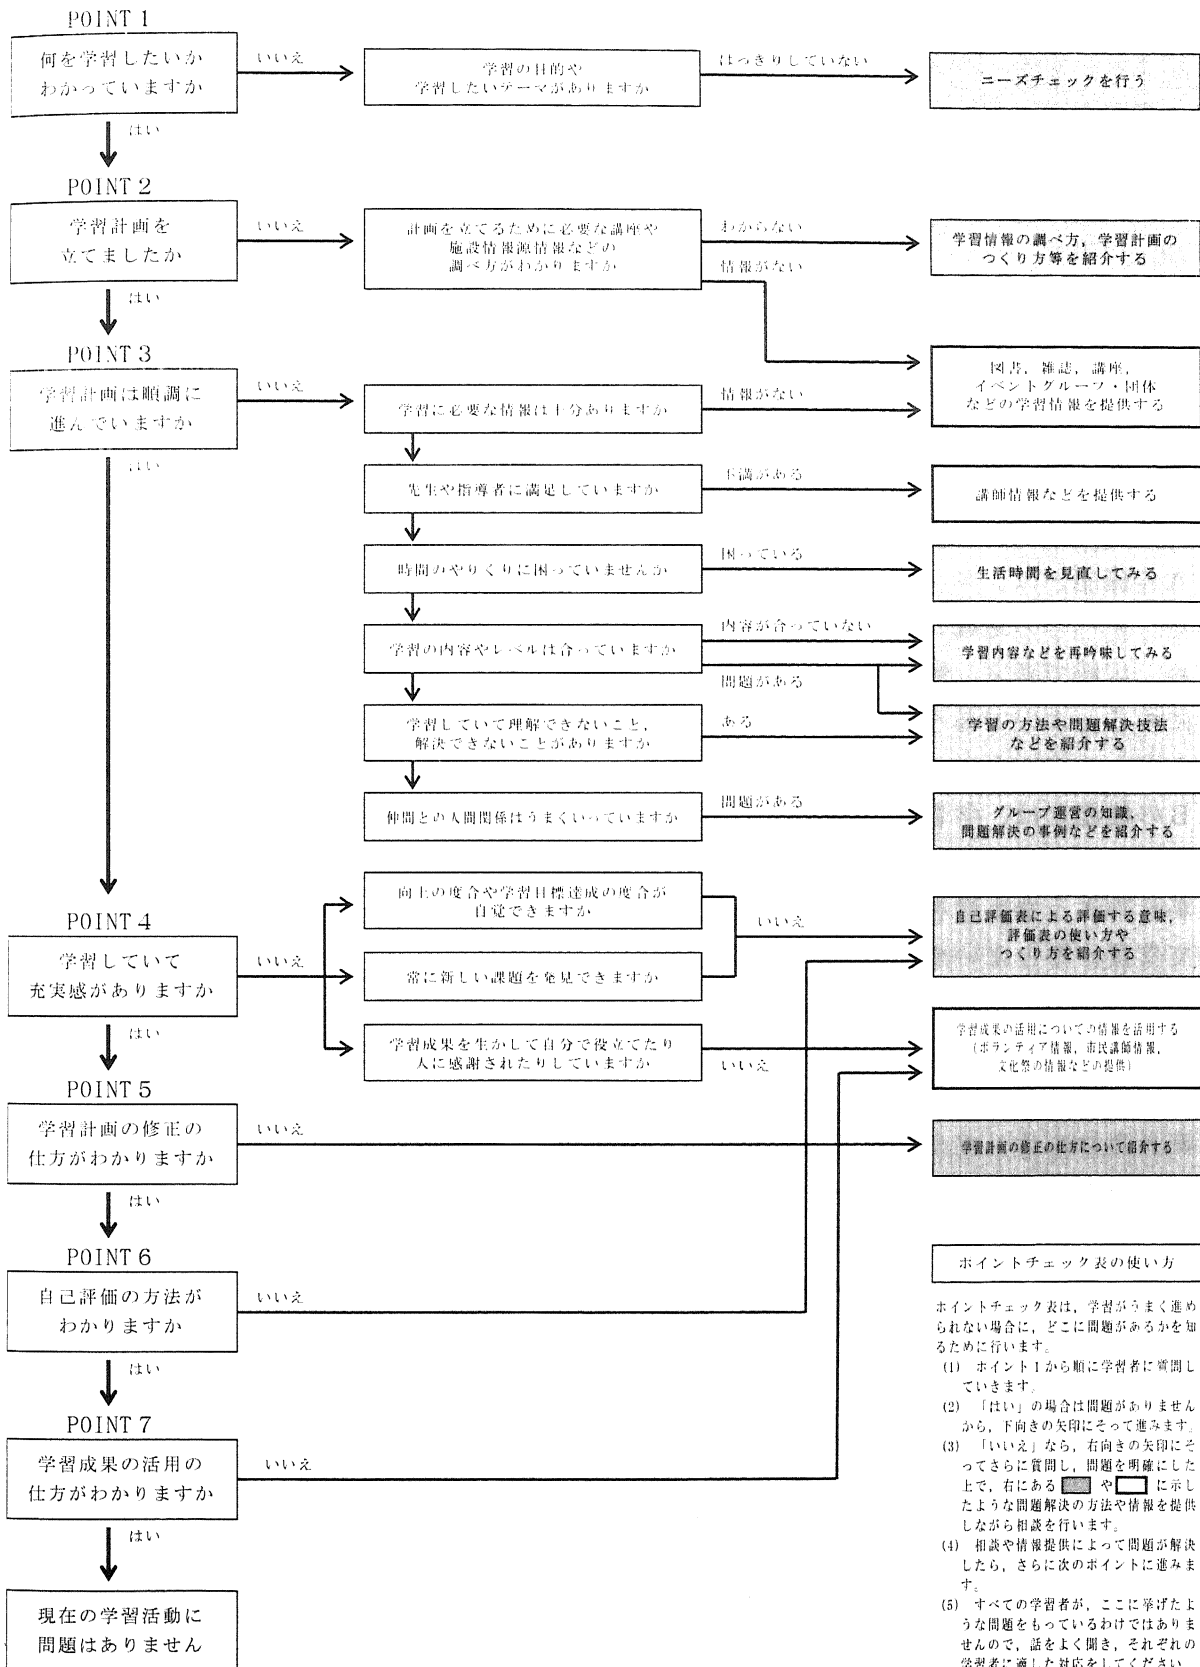 POINT 1
何を学習したいか
わかっていますか
いいえ
学習の目的や
学習したいテーマがありますか
はっきりしていない
ニーズチェックを行う
はい
POINT 2
学習計画を
立てましたか
いいえ
計画を立てるために必要な講座や
施設情報源情報などの
調べ方がわかりますか
わからない
情報がない
学習情報の調べ方，学習計画の
つくり方等を紹介する
はい
POINT 3
学習計画は順調に
進んでいますか
いいえ
学習に必要な情報は十分ありますか
情報がない
図書，雑誌，講座，
イベントグループ・団体
などの学習情報を提供する
はい
先生や指導者に満足していますか
不満がある
講師情報などを提供する
時間のやりくりに困っていませんか
困っている
生活時間を見直してみる
学習の内容やレベルは合っていますか
内容が合っていない
問題がある
学習内容などを再吟味してみる
学習していて理解できないこと，
解決できないことがありますか
ある
学習の方法や問題解決技法
などを紹介する
仲間との人間関係はうまくいっていますか
問題がある
グループ運営の知識，
問題解決の事例などを紹介する
POINT 4
学習していて
充実感がありますか
いいえ
向上の度合や学習目標達成の度合が
自覚できますか
常に新しい課題を発見できますか
いいえ
自己評価表による評価する意味，
評価表の使い方や
つくり方を紹介する
学習成果を生かして自分で役立てたり
人に感謝されたりしていますか
いいえ
学習成果の活用についての情報を活用する
（ボランティア情報，市民講師情報，
文化祭の情報などの提供）
はい
POINT 5
学習計画の修正の
仕方がわかりますか
いいえ
学習計画の修正の仕方について紹介する
はい
POINT 6
自己評価の方法が
わかりますか
いいえ
はい
POINT 7
学習成果の活用の
仕方がわかりますか
いいえ
はい
現在の学習活動に
問題はありません
ポイントチェック表の使い方
ポイントチェック表は，学習がうまく進め
られない場合に，どこに問題があるかを知
るために行います。
(1) ポイント1から順に学習者に質問し
ていきます。
(2) 「はい」の場合は問題がありません
から，下向きの矢印にそって進みます。
(3) 「いいえ」なら，右向きの矢印にそ
ってさらに質問し，問題を明確にした
上で，右にある や に示し
たような問題解決の方法や情報を提供
しながら相談を行います。
(4) 相談や情報提供によって問題が解決
したら，さらに次のポイントに進みま
す。
(5) すべての学習者が，ここに挙げたよ
うな問題をもっているわけではありま
せんので，話をよく聞き，それぞれの
学習者に適した対応をしてください